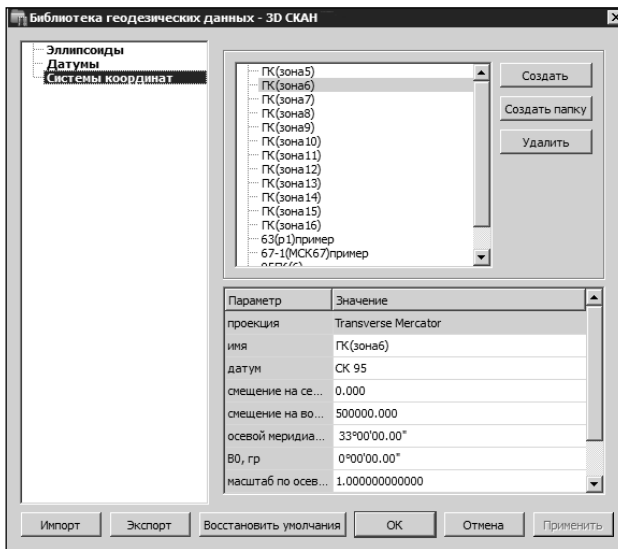 Библиотека геодезических данных - 3D СКАН
Эллипсоиды
Датумы
Системы координат
ГК(зона5)
ГК(зона6)
ГК(зона7)
ГК(зона8)
ГК(зона9)
ГК(зона10)
ГК(зона11)
ГК(зона12)
ГК(зона13)
ГК(зона14)
ГК(зона15)
ГК(зона16)
63(р1)пример
67-1(МСК67)пример
Создать
Создать папку
Удалить
Параметр Значение
проекция Transverse Mercator
имя ГК(зона6)
датум СК 95
смещение на се... 0.000
смещение на во... 500000.000
осевой меридиа... 33°00'00.00"
B0, гр 0°00'00.00"
масштаб по осев... 1.000000000000
Импорт Экспорт Восстановить умолчания ОК Отмена Применить